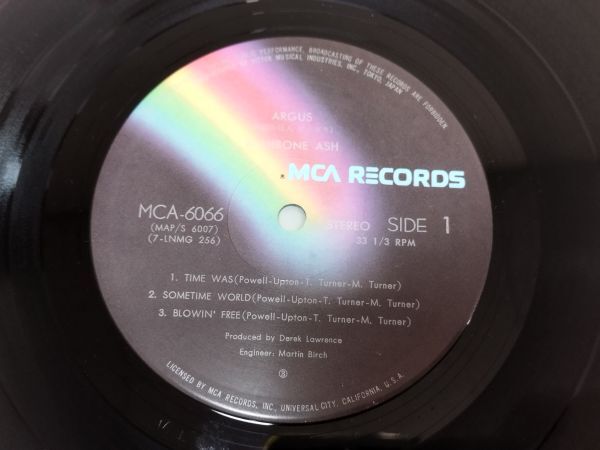 PERFORMANCE, BROADCASTING OF THESE RECORDS ARE FORBIDDEN
MUSICAL INDUSTRIES, INC. TOKYO, JAPAN
ARGUS
ASH
MCA RECORDS
MCA-6066
(MAP/S 6007)
(7-LNMG 256)
STEREO
SIDE 1
33 1/3 RPM
1. TIME WAS(Powell-Upton-T. Turner-M. Turner)
2. SOMETIME WORLD(Powell-Upton-T. Turner-M. Turner)
3. BLOWIN' FREE(Powell-Upton-T. Turner-M. Turner)
Produced by Derek Lawrence
Engineer: Martin Birch
③
LICENSED BY MCA RECORDS, INC., UNIVERSAL CITY, CALIFORNIA, U.S.A.